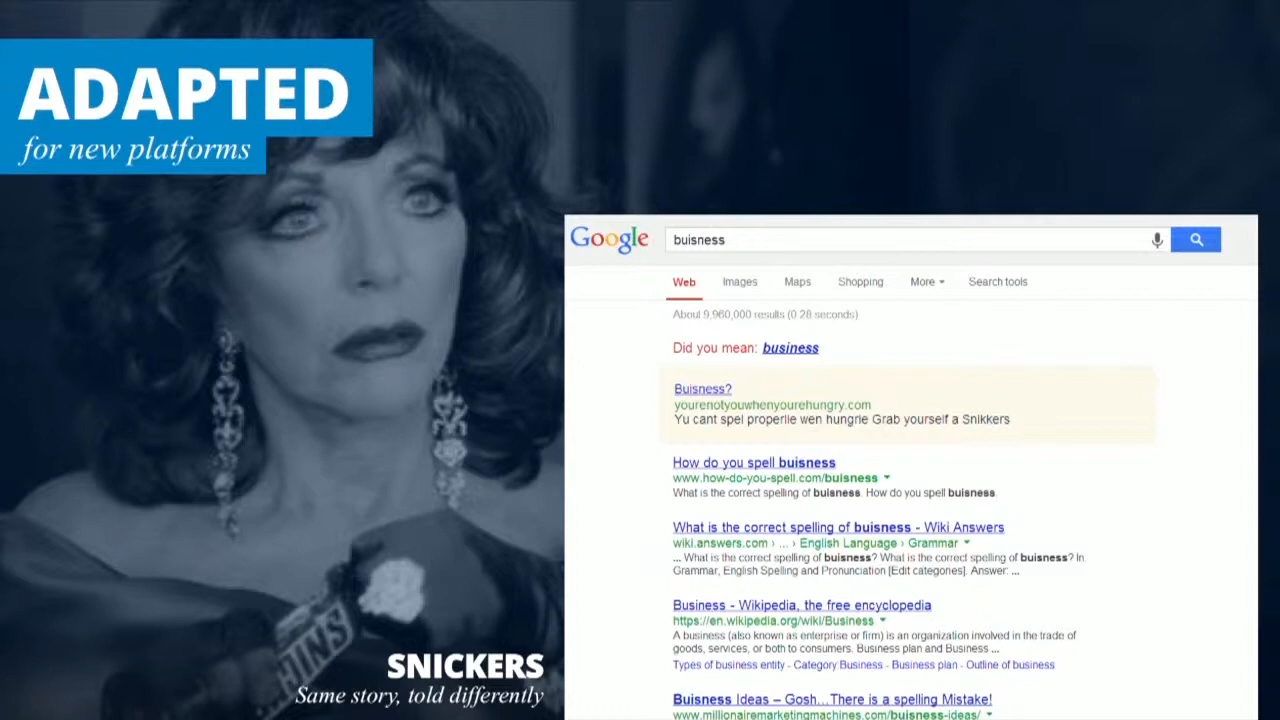 ADAPTED
for new platforms
Google
buisness
Web Images Maps Shopping More Search tools
About 9,960,000 results (0.28 seconds)
Did you mean: business
Buisness?
yourenotyouwhenyourehungry.com
Yu cant spel properlie wen hungrie Grab yourself a Snikkers
How do you spell buisness
www.how-do-you-spell.com/buisness
What is the correct spelling of buisness. How do you spell buisness.
What is the correct spelling of buisness - Wiki Answers
wiki.answers.com › ... › English Language › Grammar
... What is the correct spelling of buisness? What is the correct spelling of buisness? In
Grammar, English Spelling and Pronunciation [Edit categories]. Answer: ...
Business - Wikipedia, the free encyclopedia
https://en.wikipedia.org/wiki/Business
A business (also known as enterprise or firm) is an organization involved in the trade of
goods, services, or both to consumers. Business plan and Business ...
Types of business entity - Category:Business - Business plan - Outline of business
Buisness Ideas – Gosh...There is a spelling Mistake!
www.millionairemarketingmachines.com/buisness-ideas/
SNICKERS
Same story, told differently